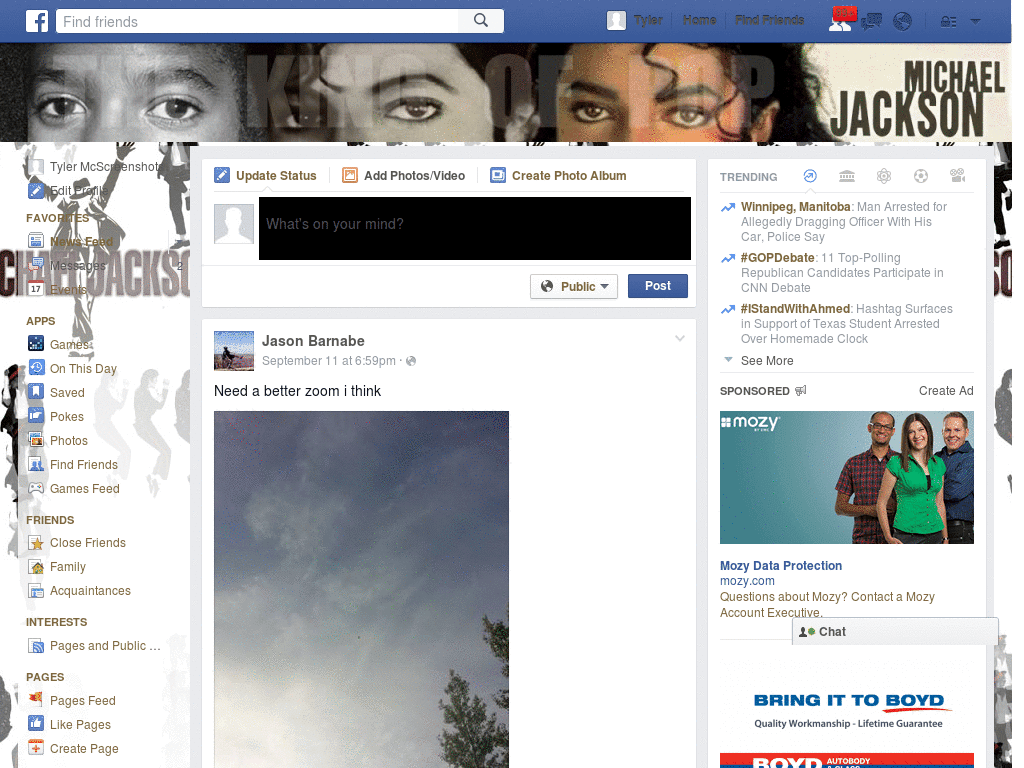 Find friends
Tyler
Home
Find Friends
KING OF POP
MICHAEL
JACKSON
Tyler McScreenshot
Edit Profile
FAVORITES
News Feed
Messages
2
17
Events
APPS
Games
On This Day
Saved
Pokes
Photos
Find Friends
Games Feed
FRIENDS
Close Friends
Family
Acquaintances
INTERESTS
Pages and Public …
PAGES
Pages Feed
Like Pages
Create Page
Update Status
Add Photos/Video
Create Photo Album
What's on your mind?
Public
Post
Jason Barnabe
September 11 at 6:59pm ·
Need a better zoom i think
TRENDING
Winnipeg, Manitoba: Man Arrested for
Allegedly Dragging Officer With His
Car, Police Say
#GOPDebate: 11 Top-Polling
Republican Candidates Participate in
CNN Debate
#IStandWithAhmed: Hashtag Surfaces
in Support of Texas Student Arrested
Over Homemade Clock
See More
SPONSORED
Create Ad
mozy
Mozy Data Protection
mozy.com
Questions about Mozy? Contact a Mozy
Account Executive.
Chat
BRING IT TO BOYD
Quality Workmanship - Lifetime Guarantee
BOYD AUTOBODY
& GLASS